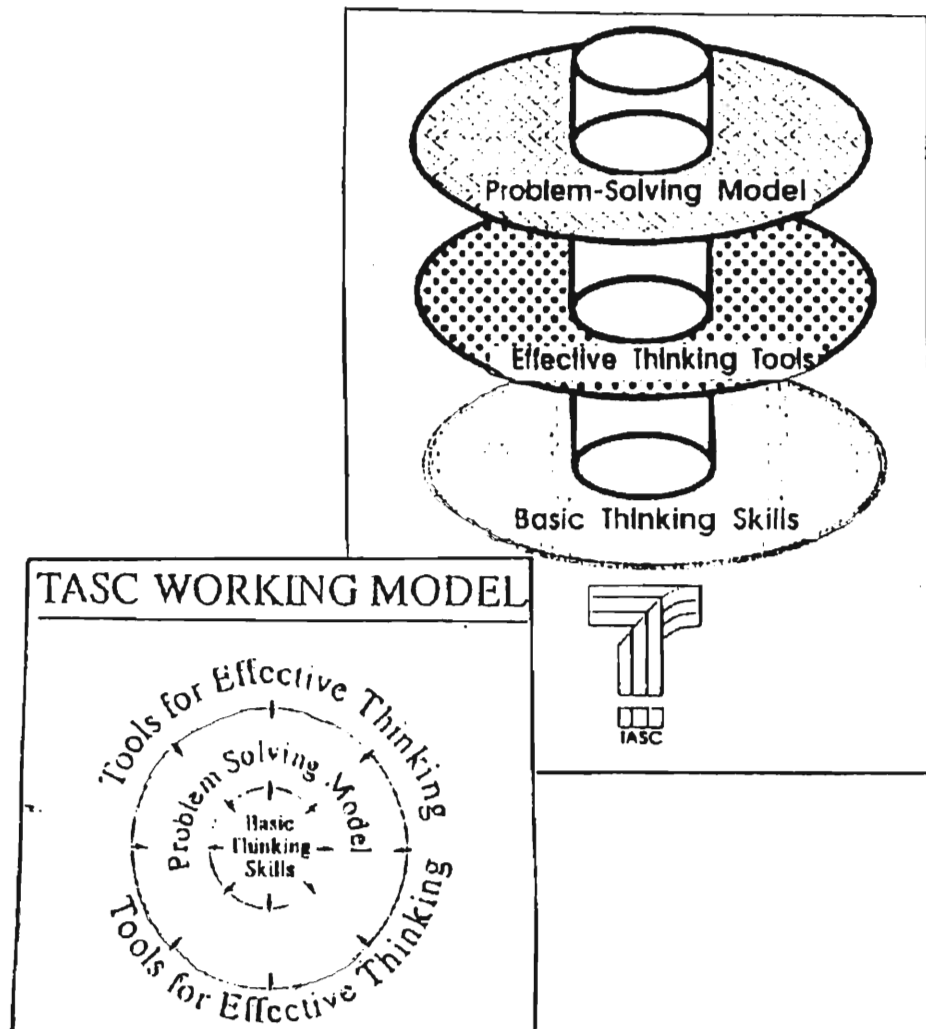 Problem-Solving Model
Effective Thinking Tools
Basic Thinking Skills
TASC
TASC WORKING MODEL
Tools for Effective Thinking
Problem Solving Model
Basic
Thinking
Skills
Tools for Effective Thinking